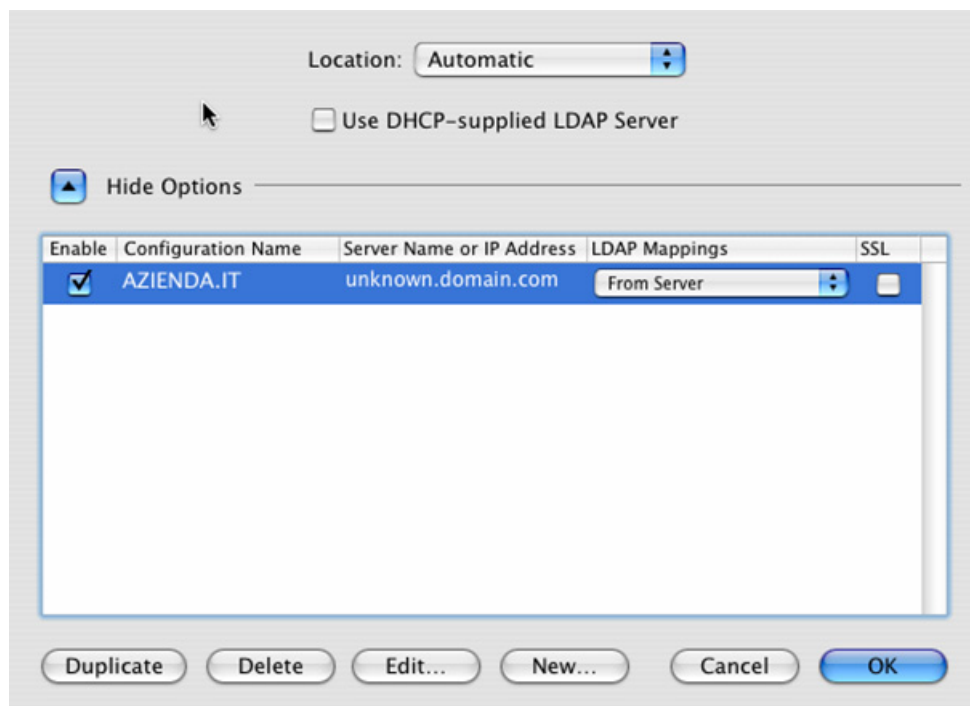 Location: Automatic
Use DHCP-supplied LDAP Server
Hide Options
Enable Configuration Name Server Name or IP Address LDAP Mappings SSL
AZIENDA.IT unknown.domain.com From Server
Duplicate Delete Edit... New... Cancel OK